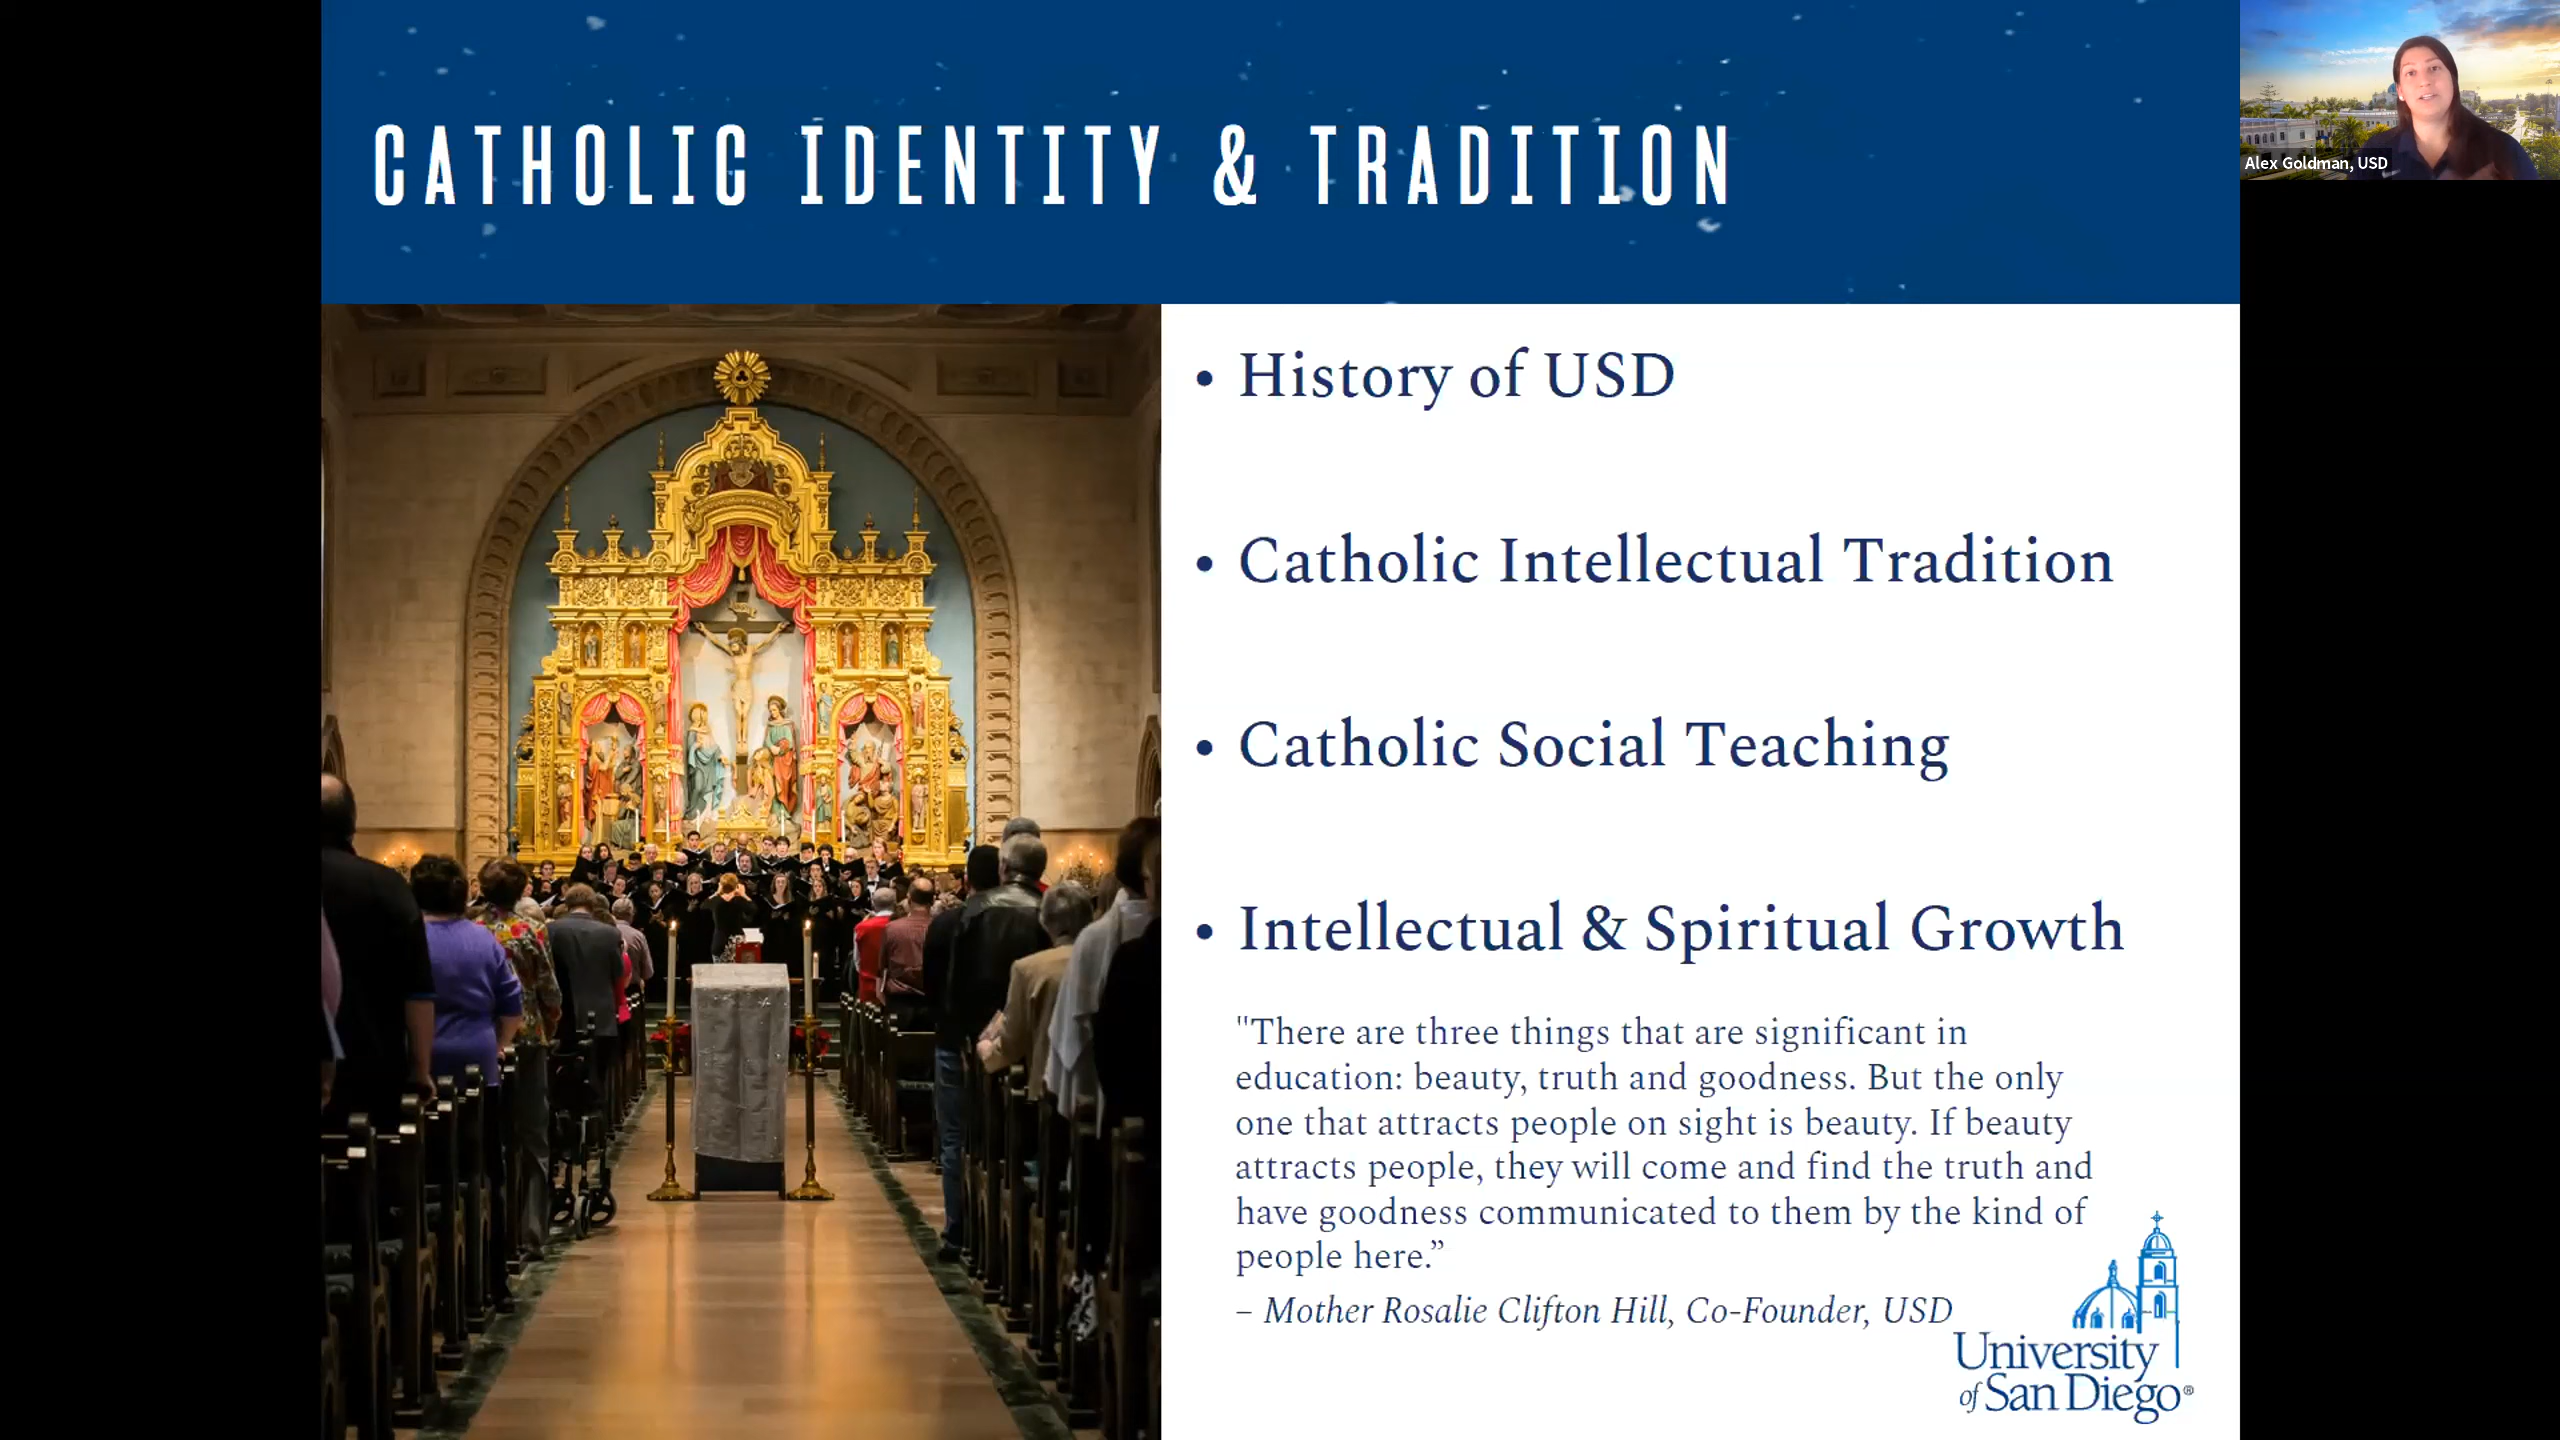 CATHOLIC IDENTITY & TRADITION
Alex Goldman, USD
• History of USD
• Catholic Intellectual Tradition
• Catholic Social Teaching
• Intellectual & Spiritual Growth
"There are three things that are significant in
education: beauty, truth and goodness. But the only
one that attracts people on sight is beauty. If beauty
attracts people, they will come and find the truth and
have goodness communicated to them by the kind of
people here.”
– Mother Rosalie Clifton Hill, Co-Founder, USD
University
of San Diego®